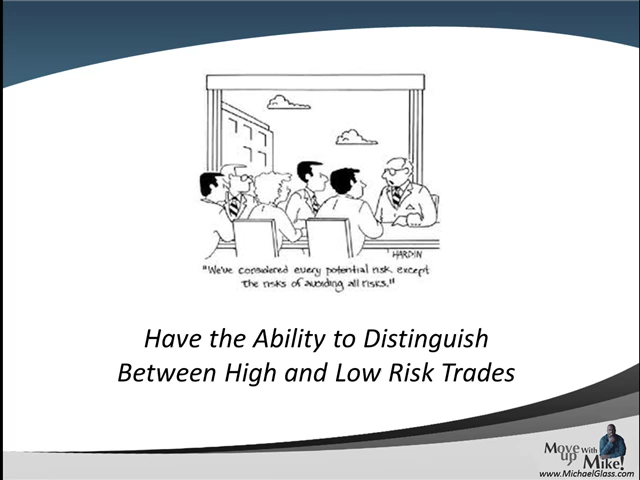 HARDIN
"We've considered every potential risk except
the risks of avoiding all risks."
Have the Ability to Distinguish
Between High and Low Risk Trades
Move With
up Mike!
www.MichaelGlass.com